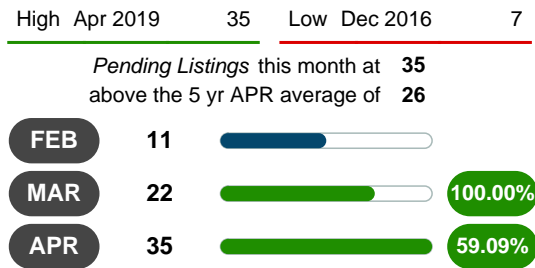 High Apr 2019 35 Low Dec 2016 7
Pending Listings this month at 35
above the 5 yr APR average of 26
FEB 11
MAR 22 100.00%
APR 35 59.09%